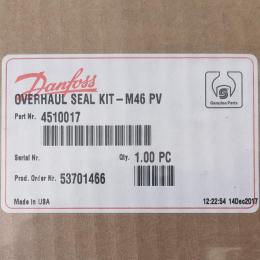 Danfoss
Genuine Parts
OVERHAUL SEAL KIT - M46 PV
Part Nr. 4510017
Serial Nr.
Qty. 1.00 PC
Prod. Order Nr. 53701466
Made in USA
12:22:54 14Dec2017